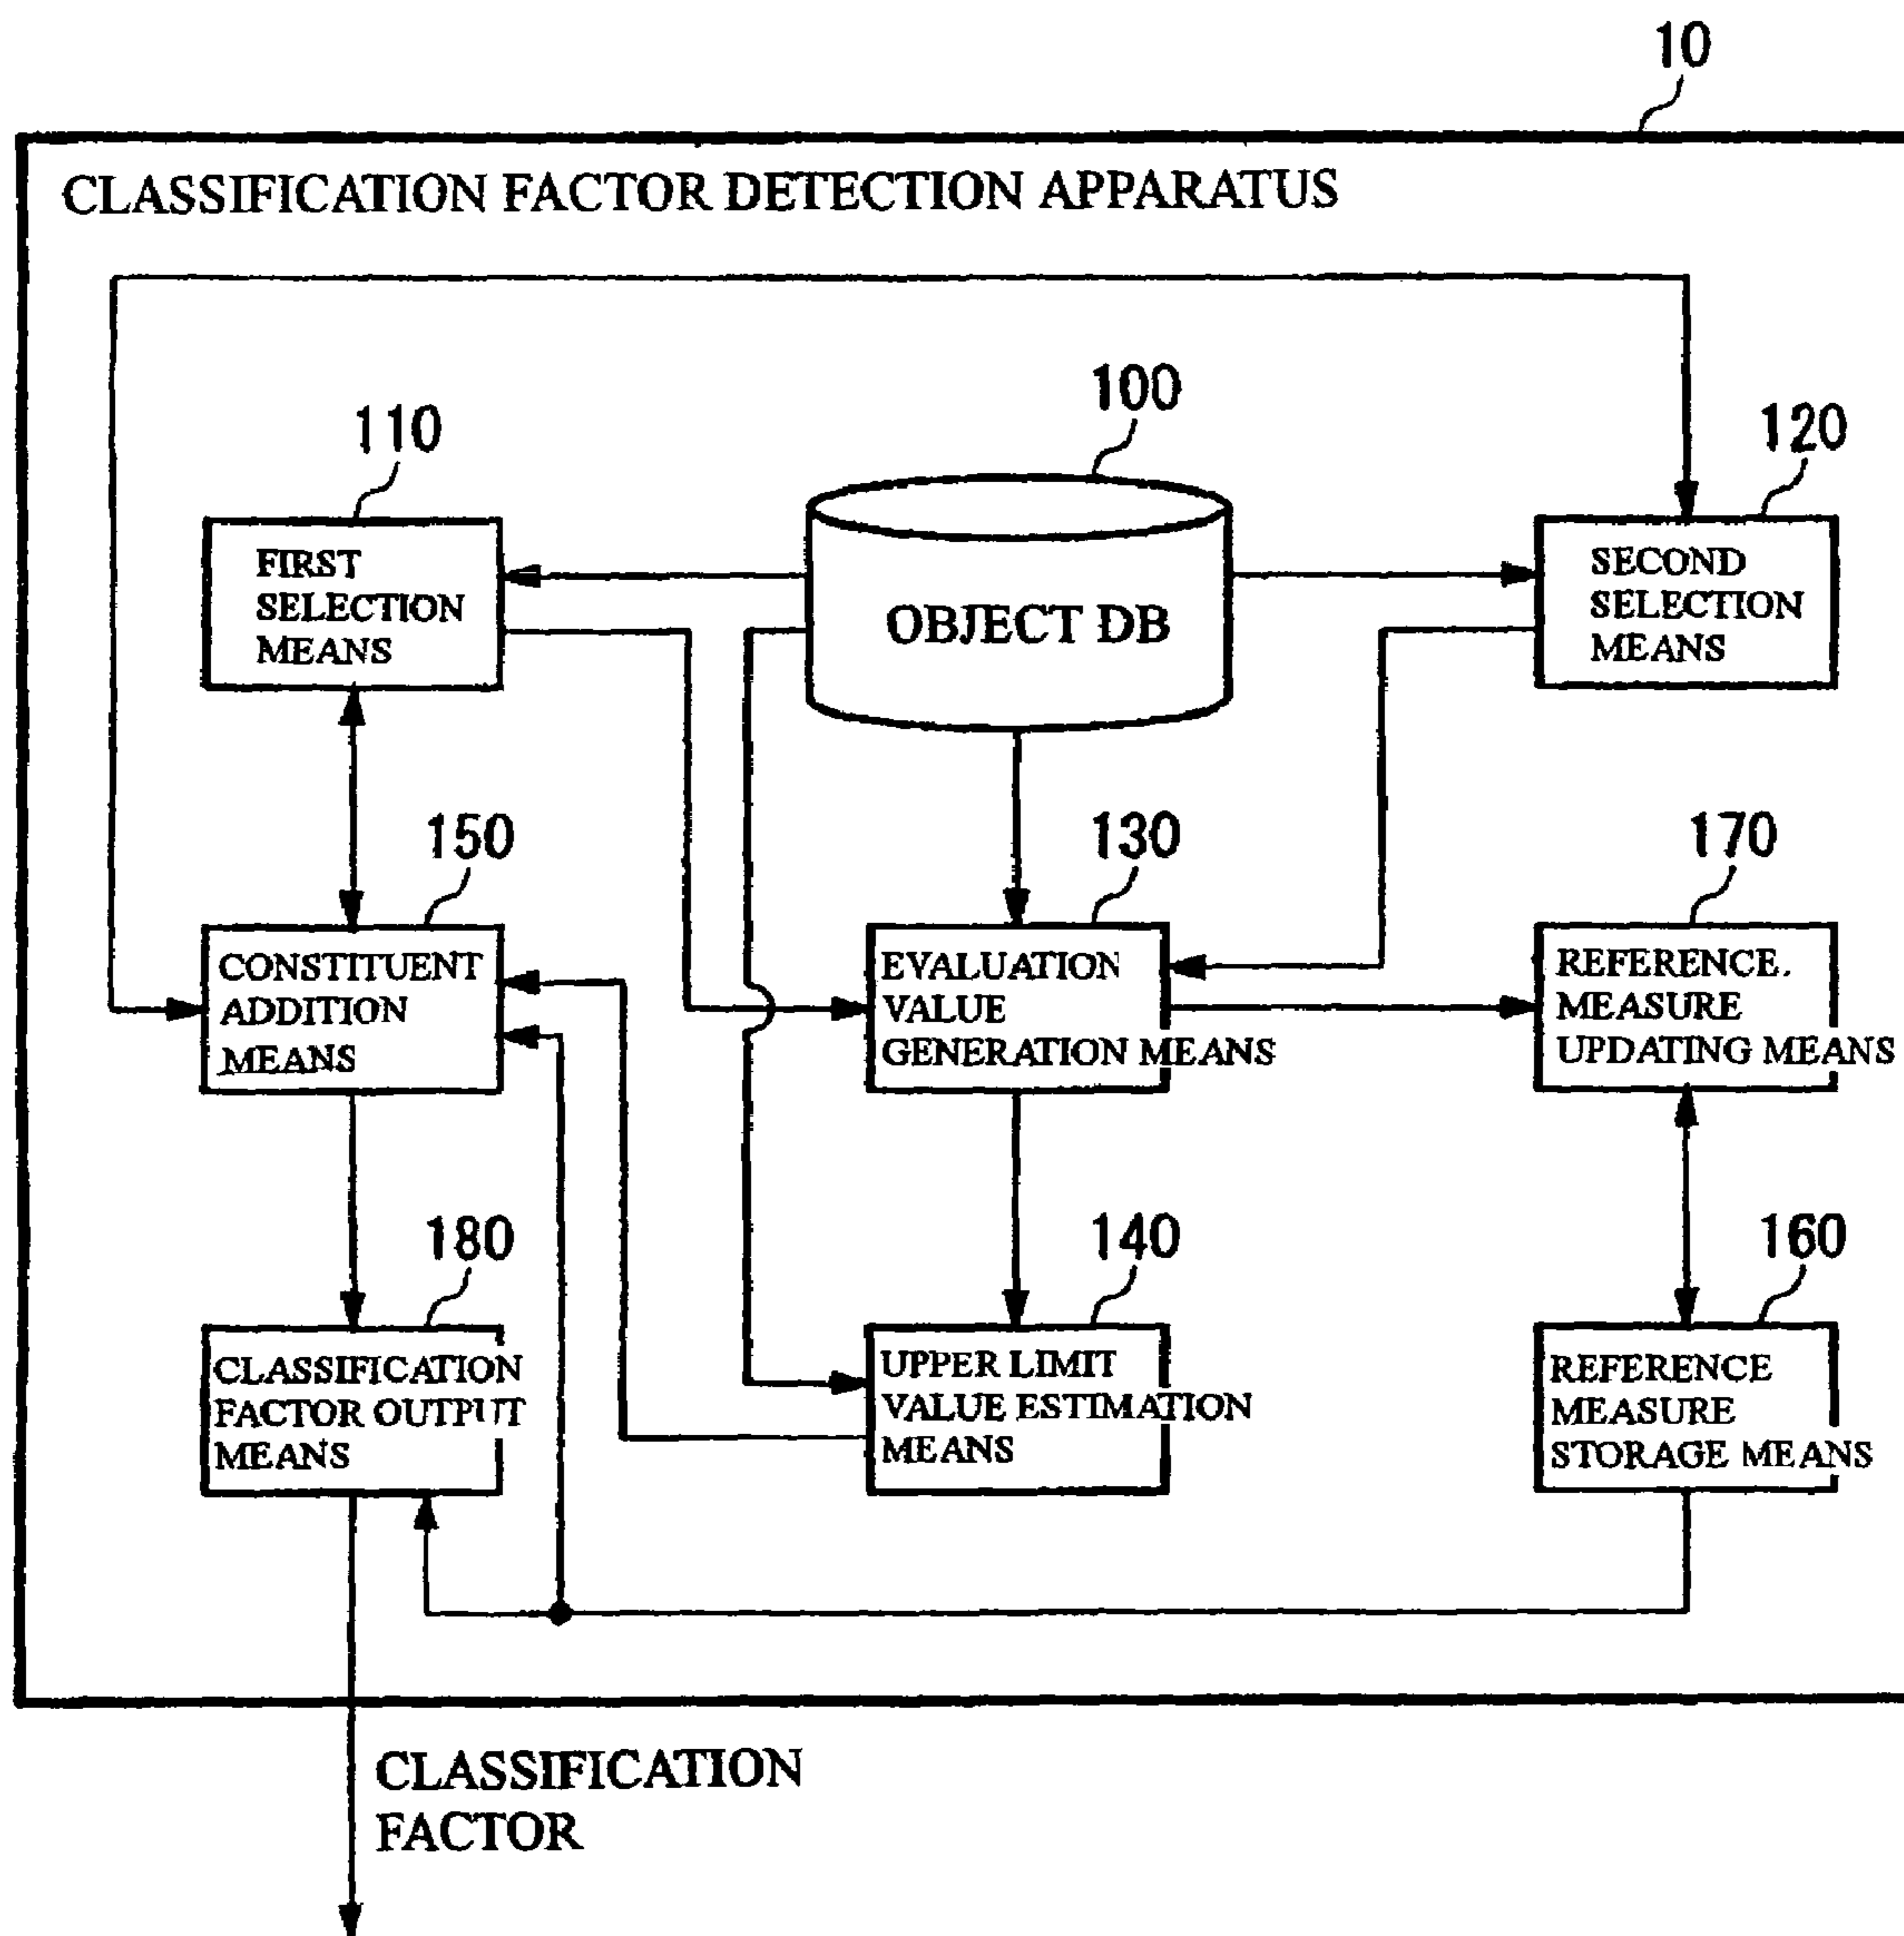 10
CLASSIFICATION FACTOR DETECTION APPARATUS
100
110
120
FIRST
SELECTION
MEANS
OBJECT DB
SECOND
SELECTION
MEANS
150
130
170
CONSTITUENT
ADDITION
MEANS
EVALUATION
VALUE
GENERATION MEANS
REFERENCE.
MEASURE
UPDATING MEANS
180
140
160
CLASSIFICATION
FACTOR OUTPUT
MEANS
UPPER LIMIT
VALUE ESTIMATION
MEANS
REFERENCE
MEASURE
STORAGE MEANS
CLASSIFICATION
FACTOR